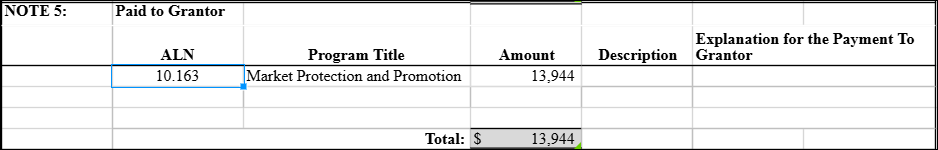 NOTE 5: Paid to Grantor
Explanation for the Payment To
ALN Program Title Amount Description Grantor
10.163 Market Protection and Promotion 13,944
Total: $ 13,944